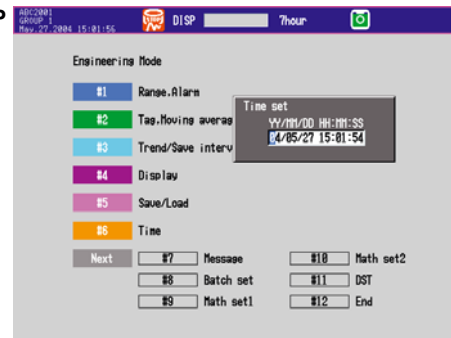 ABC2001
GROUP 1
May.27.2004 15:01:56
DISP
7hour
Engineering Mode
#1 Range.Alarm
#2 Tag.Moving averag
#3 Trend/Save interv
#4 Display
#5 Save/Load
#6 Time
Time set
YY/MM/DD HH:MM:SS
04/05/27 15:01:54
Next
#7 Message
#8 Batch set
#9 Math set1
#10 Math set2
#11 DST
#12 End